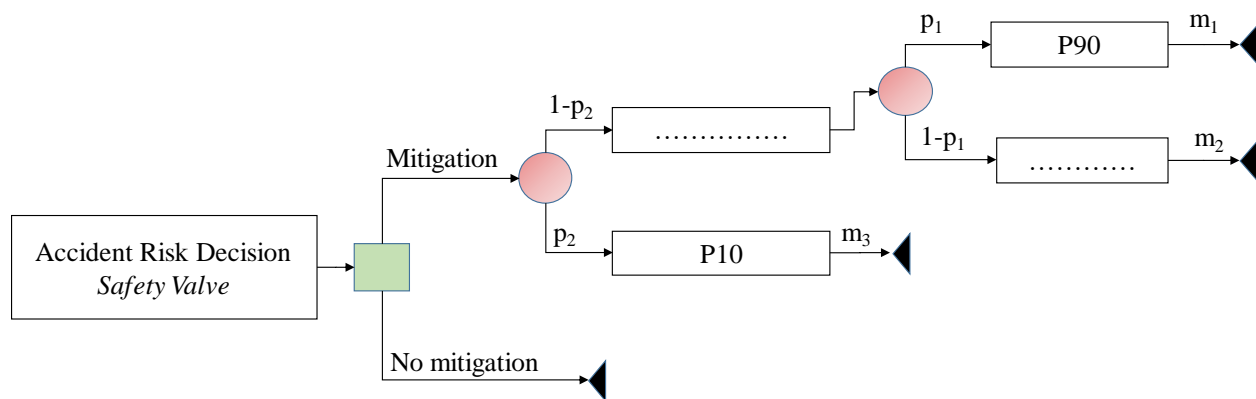 p₁
P90
m₁
1-p₂
……………
1-p₁
…………
m₂
Mitigation
p₂
P10
m₃
Accident Risk Decision
Safety Valve
No mitigation